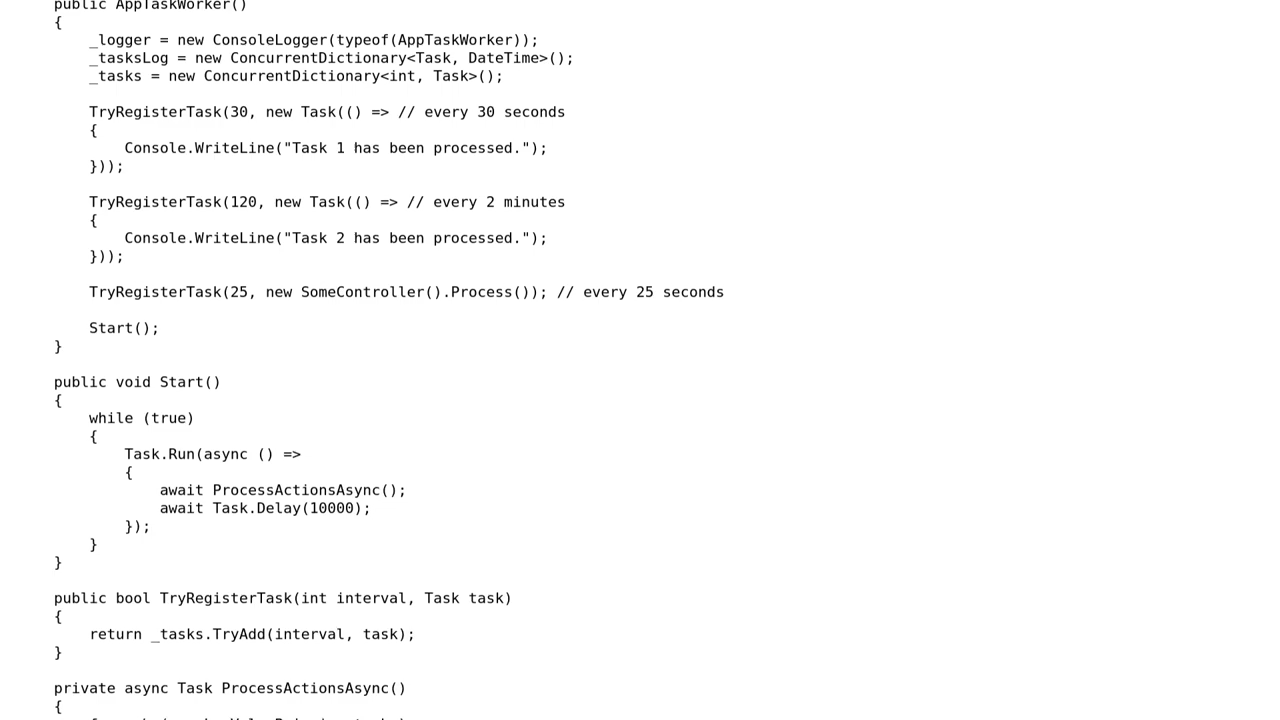 public AppTaskWorker()
{
_logger = new ConsoleLogger(typeof(AppTaskWorker));
_tasksLog = new ConcurrentDictionary<Task, DateTime>();
_tasks = new ConcurrentDictionary<int, Task>();
TryRegisterTask(30, new Task(() => // every 30 seconds
{
Console.WriteLine("Task 1 has been processed.");
}));
TryRegisterTask(120, new Task(() => // every 2 minutes
{
Console.WriteLine("Task 2 has been processed.");
}));
TryRegisterTask(25, new SomeController().Process()); // every 25 seconds
Start();
}
public void Start()
{
while (true)
{
Task.Run(async () =>
{
await ProcessActionsAsync();
await Task.Delay(10000);
});
}
}
public bool TryRegisterTask(int interval, Task task)
{
return _tasks.TryAdd(interval, task);
}
private async Task ProcessActionsAsync()
{